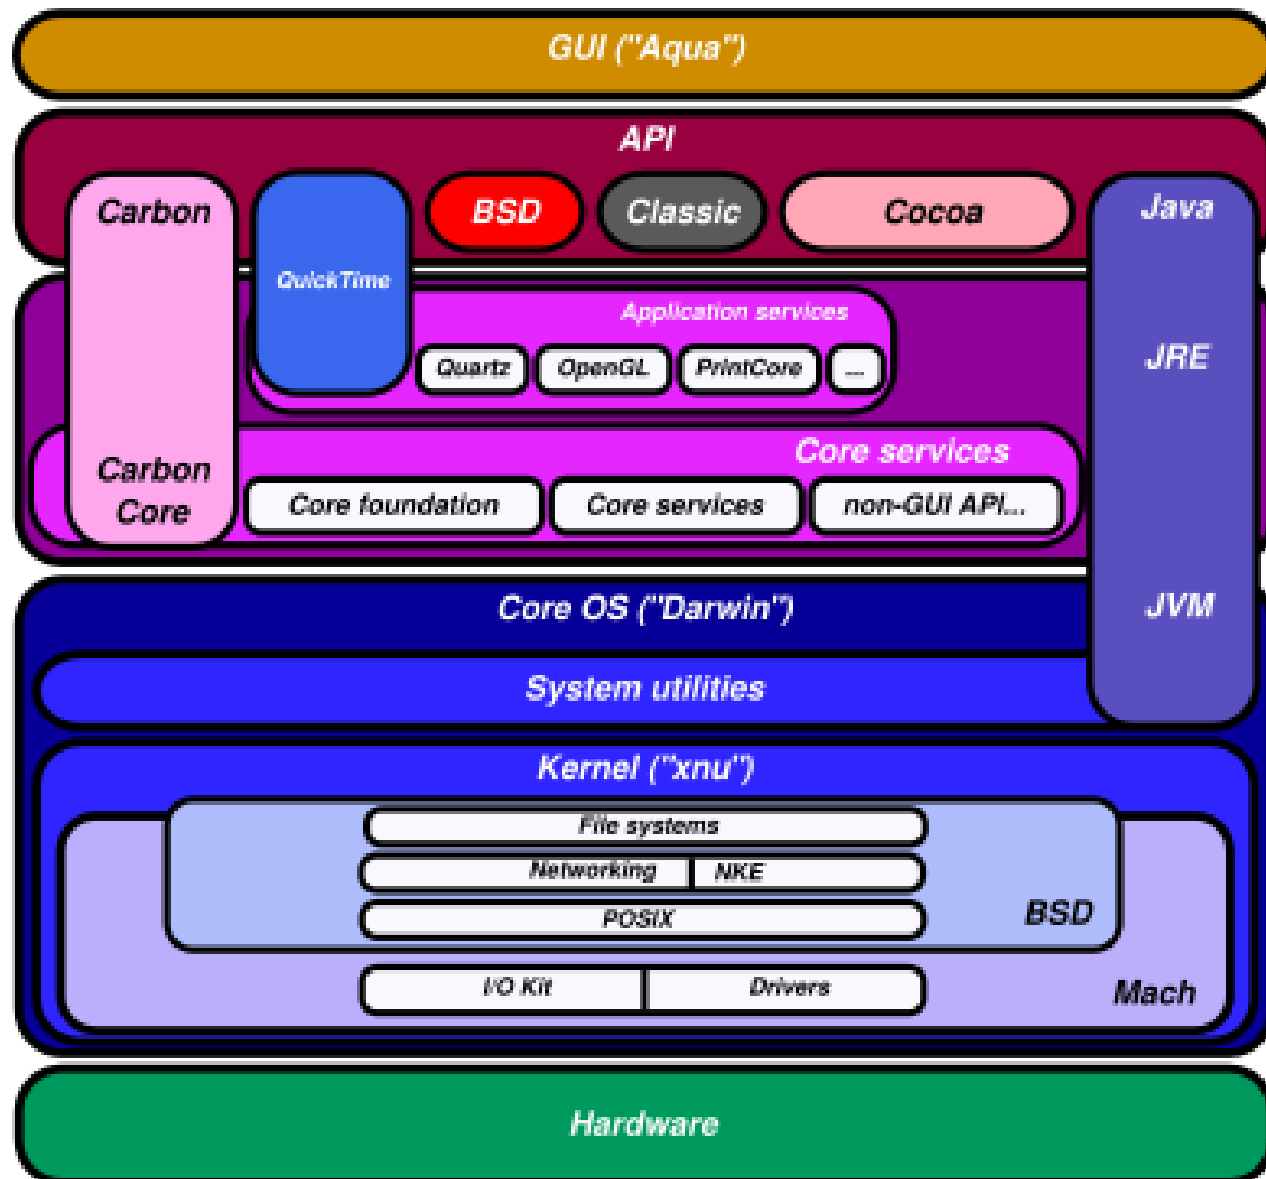 GUI ("Aqua")
API
Carbon
BSD
Classic
Cocoa
Java
QuickTime
Application services
Quartz
OpenGL
PrintCore
...
JRE
Core services
Carbon
Core
Core foundation
Core services
non-GUI API...
Core OS ("Darwin")
JVM
System utilities
Kernel ("xnu")
File systems
Networking
NKE
POSIX
BSD
I/O Kit
Drivers
Mach
Hardware